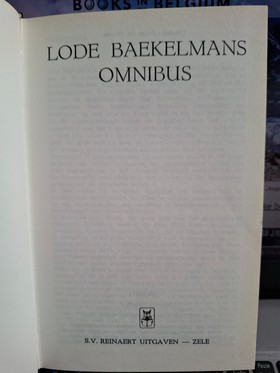 BOOKS IN BELGIUM
LODE BAEKELMANS
OMNIBUS
S.V. REINAERT UITGAVEN — ZELE